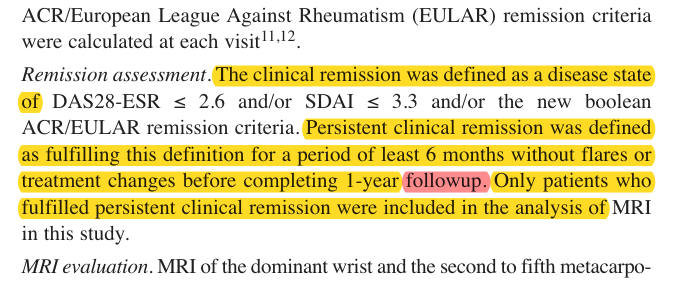 ACR/European League Against Rheumatism (EULAR) remission criteria
were calculated at each visit11,12.
Remission assessment. The clinical remission was defined as a disease state
of DAS28-ESR ≤ 2.6 and/or SDAI ≤ 3.3 and/or the new boolean
ACR/EULAR remission criteria. Persistent clinical remission was defined
as fulfilling this definition for a period of least 6 months without flares or
treatment changes before completing 1-year followup. Only patients who
fulfilled persistent clinical remission were included in the analysis of MRI
in this study.
MRI evaluation. MRI of the dominant wrist and the second to fifth metacarpo-